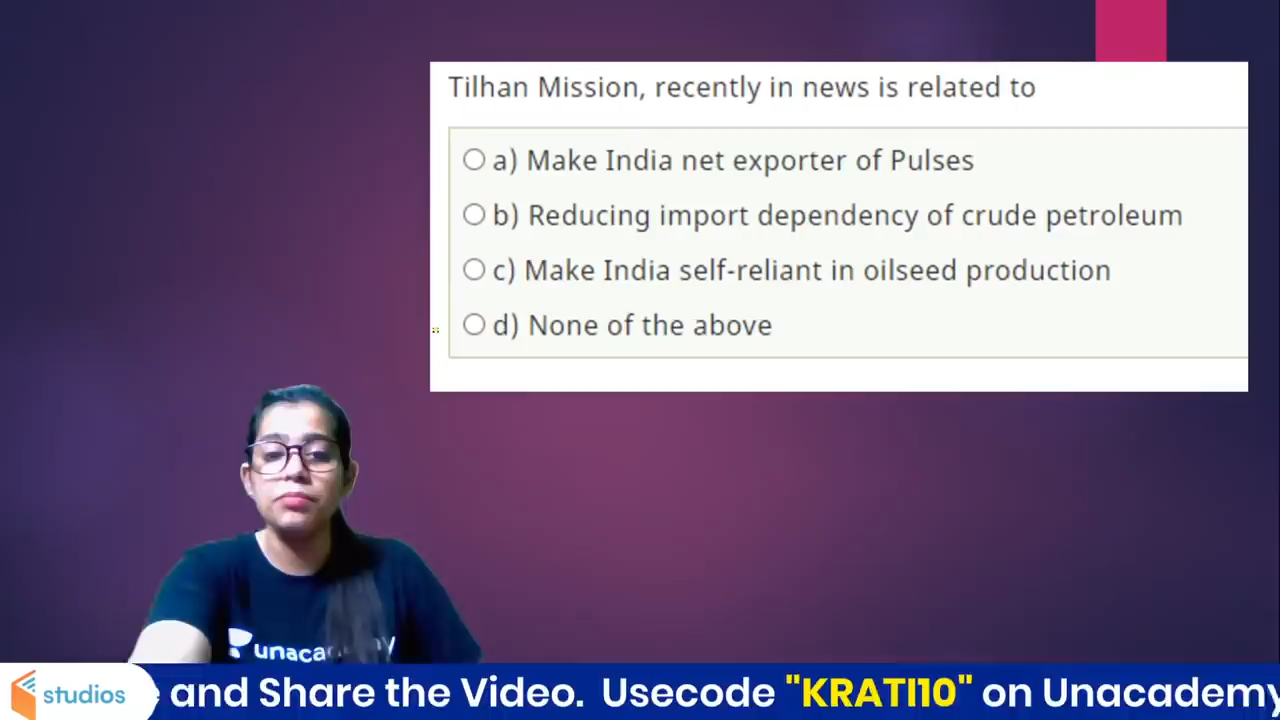 Tilhan Mission, recently in news is related to
a) Make India net exporter of Pulses
b) Reducing import dependency of crude petroleum
c) Make India self-reliant in oilseed production
d) None of the above
studios
and Share the Video. Usecode "KRATI10" on Unacademy